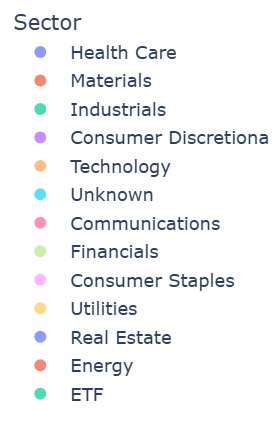 Sector
Health Care
Materials
Industrials
Consumer Discretiona
Technology
Unknown
Communications
Financials
Consumer Staples
Utilities
Real Estate
Energy
ETF